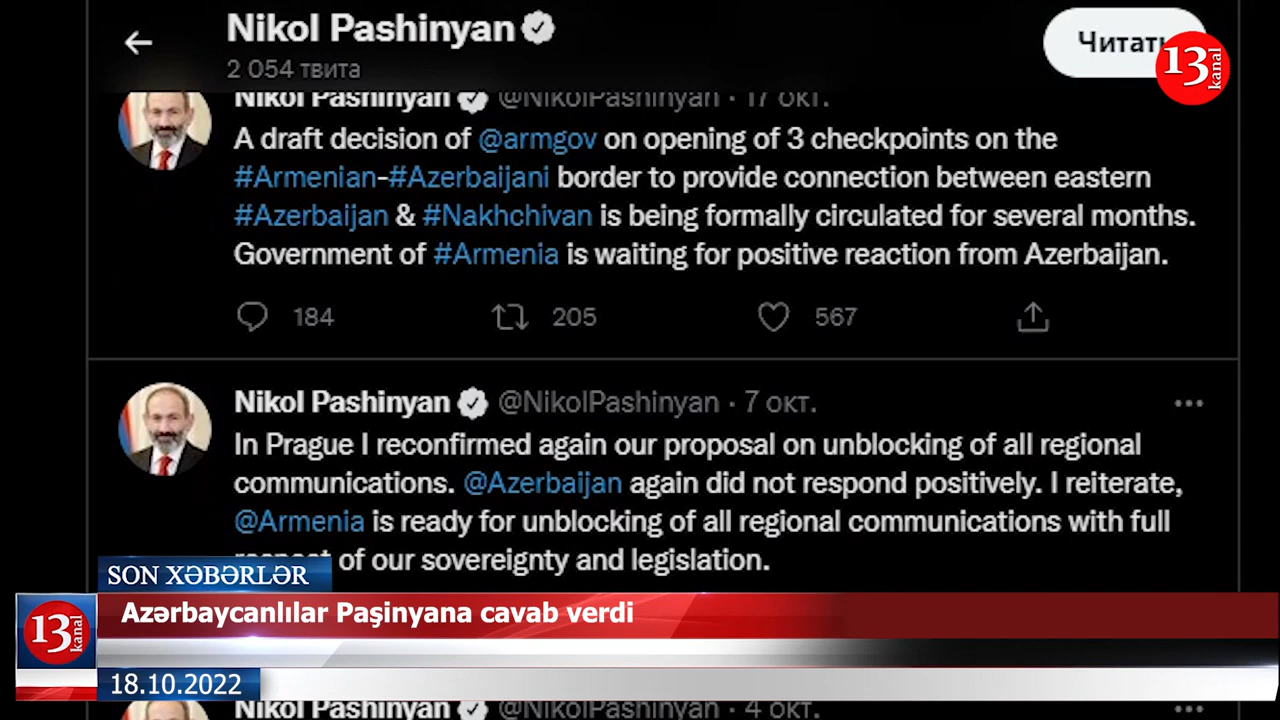 Nikol Pashinyan
2 054 твита
Читать
13 kanal
Nikol Pashinyan @NikolPashinyan · 17 окт.
A draft decision of @armgov on opening of 3 checkpoints on the
#Armenian-#Azerbaijani border to provide connection between eastern
#Azerbaijan & #Nakhchivan is being formally circulated for several months.
Government of #Armenia is waiting for positive reaction from Azerbaijan.
184 205 567
Nikol Pashinyan @NikolPashinyan · 7 окт.
In Prague I reconfirmed again our proposal on unblocking of all regional
communications. @Azerbaijan again did not respond positively. I reiterate,
@Armenia is ready for unblocking of all regional communications with full
respect of our sovereignty and legislation.
SON XƏBƏRLƏR
Azərbaycanlılar Paşinyana cavab verdi
13 kanal
18.10.2022
Nikol Pashinyan @NikolPashinyan · 4 окт.